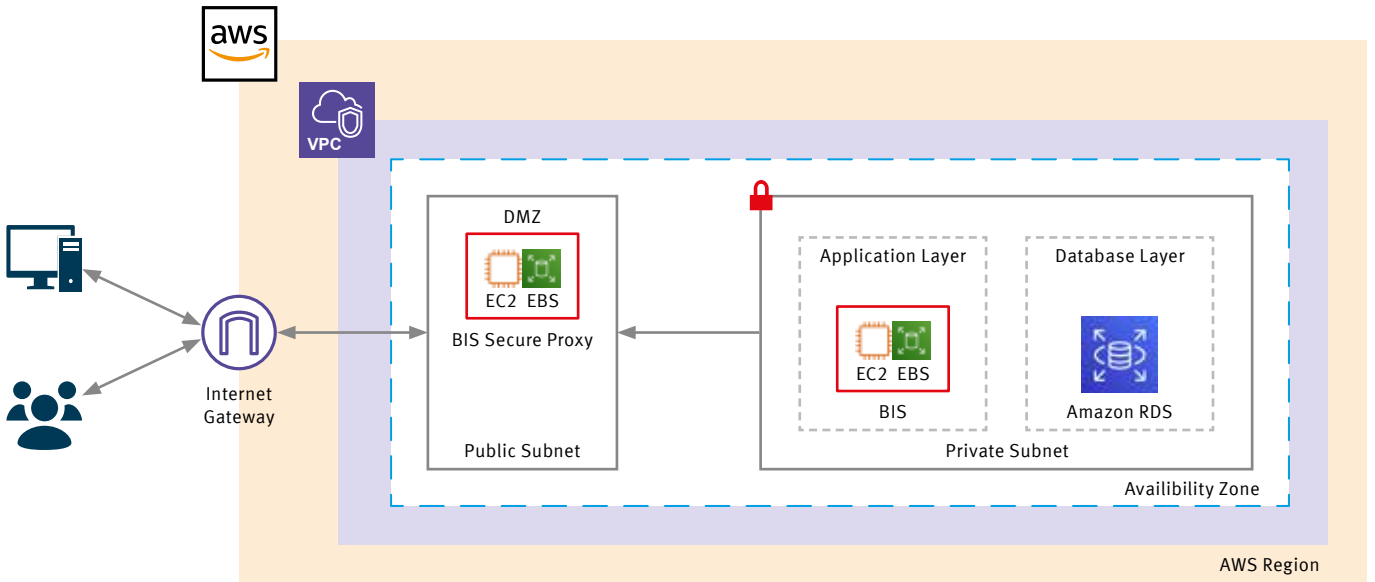 aws
VPC
DMZ
EC2 EBS
BIS Secure Proxy
Public Subnet
Application Layer
EC2 EBS
BIS
Database Layer
Amazon RDS
Private Subnet
Availibility Zone
AWS Region
Internet
Gateway